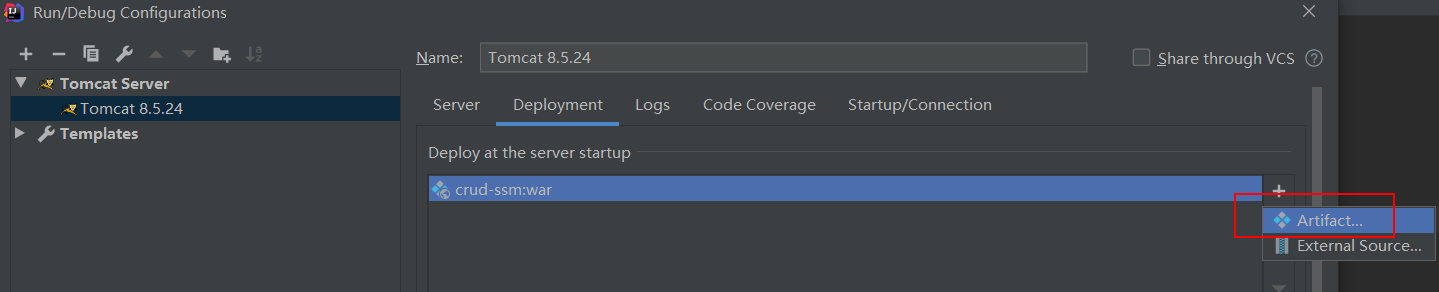 Run/Debug Configurations
Name: Tomcat 8.5.24
Share through VCS
Tomcat Server
Tomcat 8.5.24
Templates
Server Deployment Logs Code Coverage Startup/Connection
Deploy at the server startup
crud-ssm:war
Artifact...
External Source...